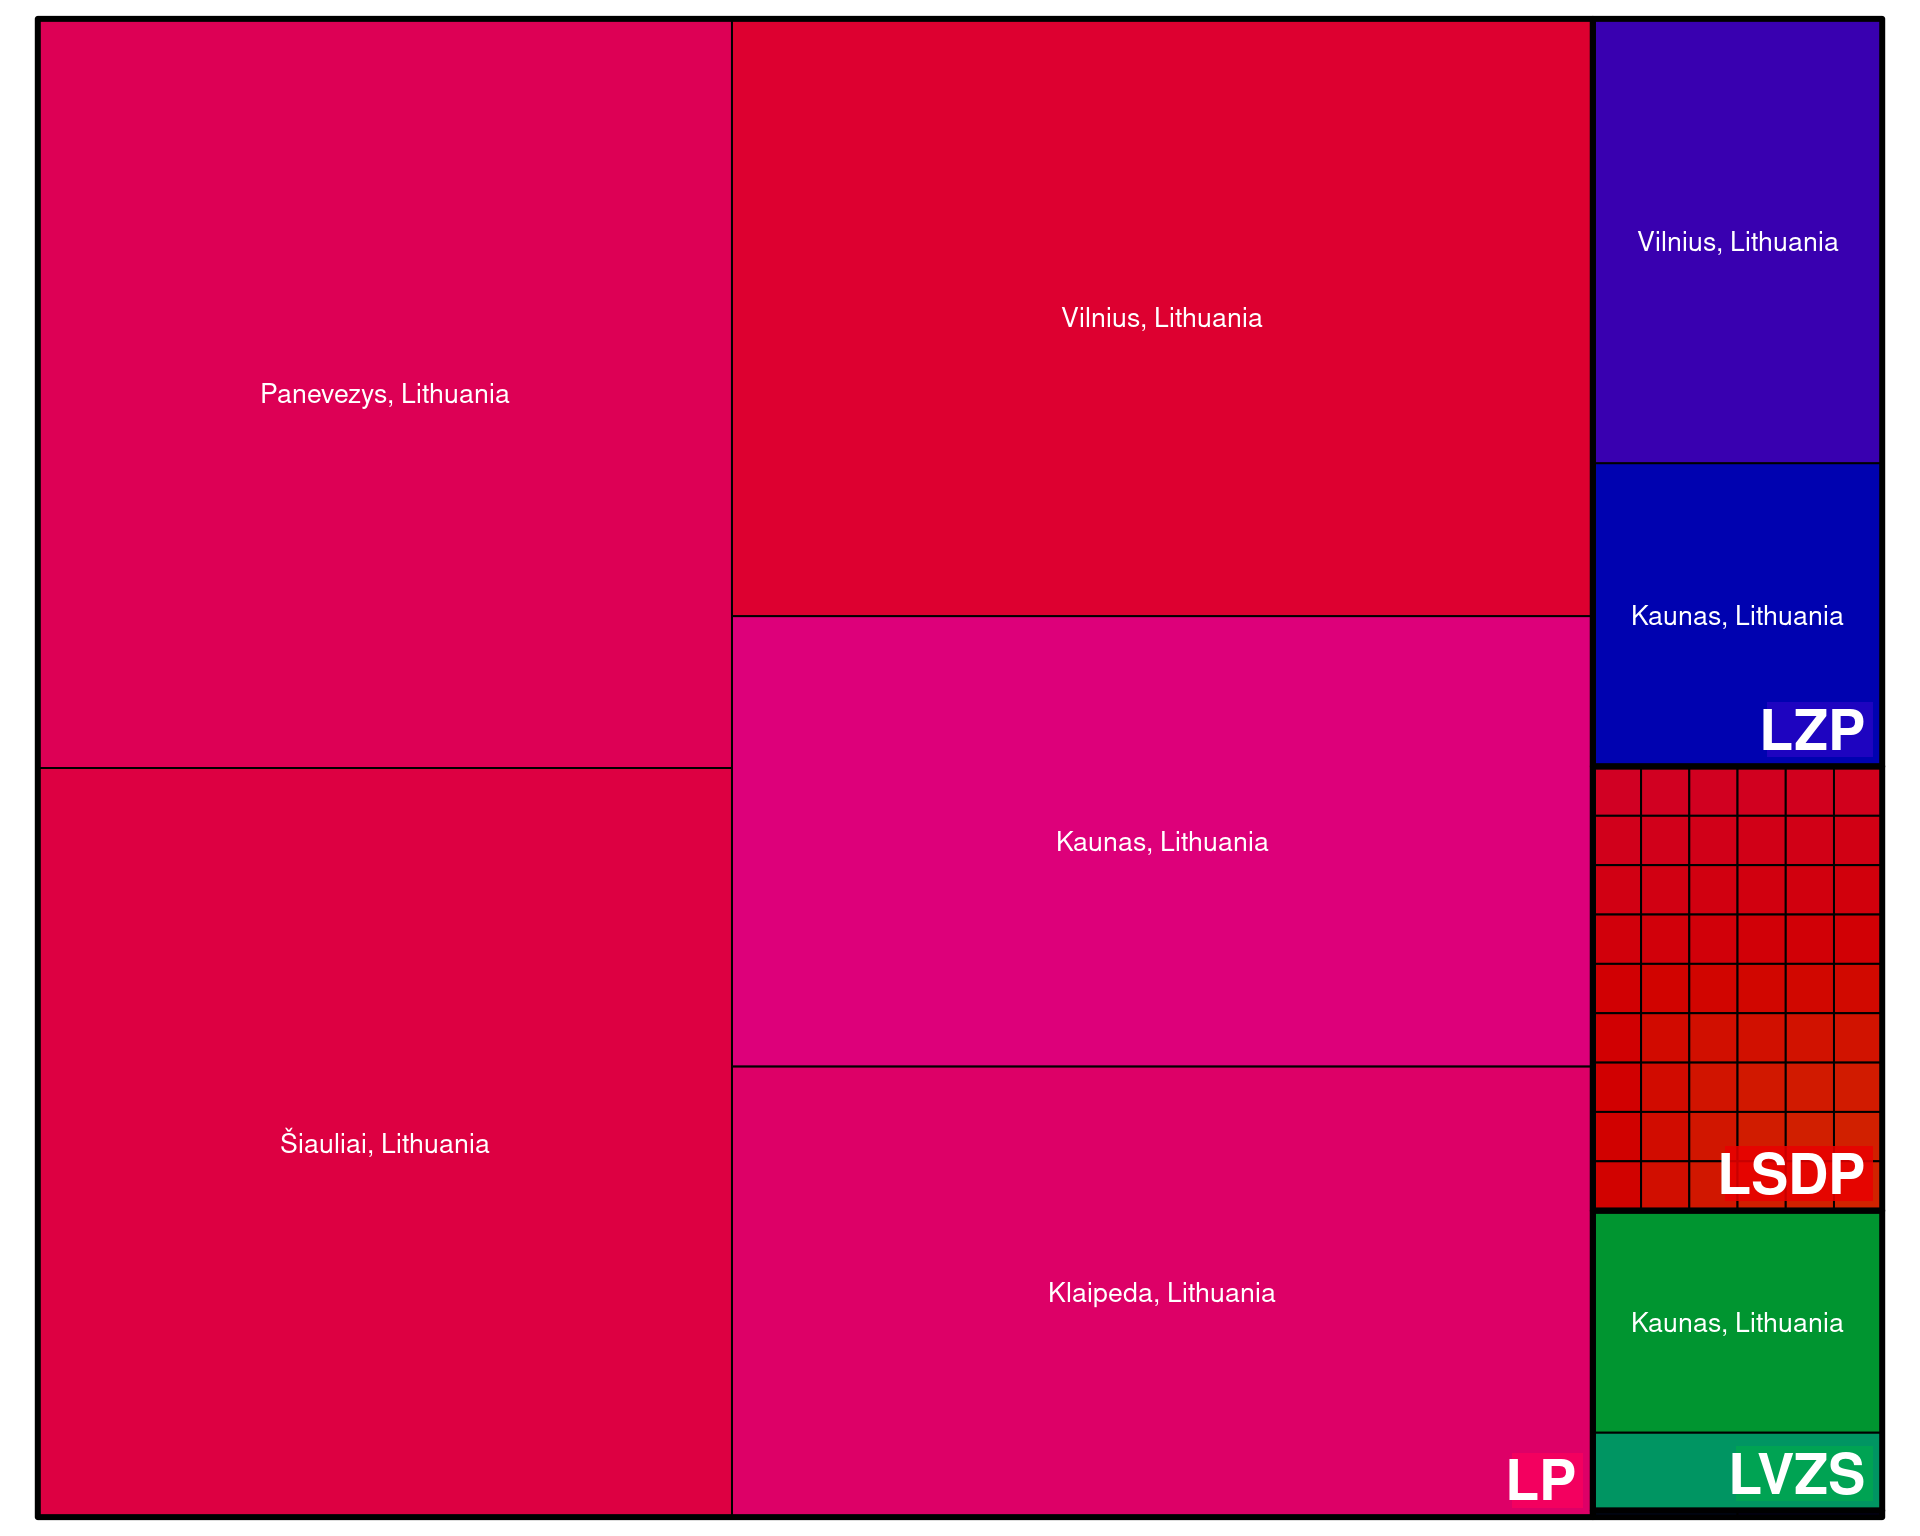 Panevezys, Lithuania
Šiauliai, Lithuania
Vilnius, Lithuania
Kaunas, Lithuania
Klaipeda, Lithuania
LP
Vilnius, Lithuania
Kaunas, Lithuania
LZP
LSDP
Kaunas, Lithuania
LVZS